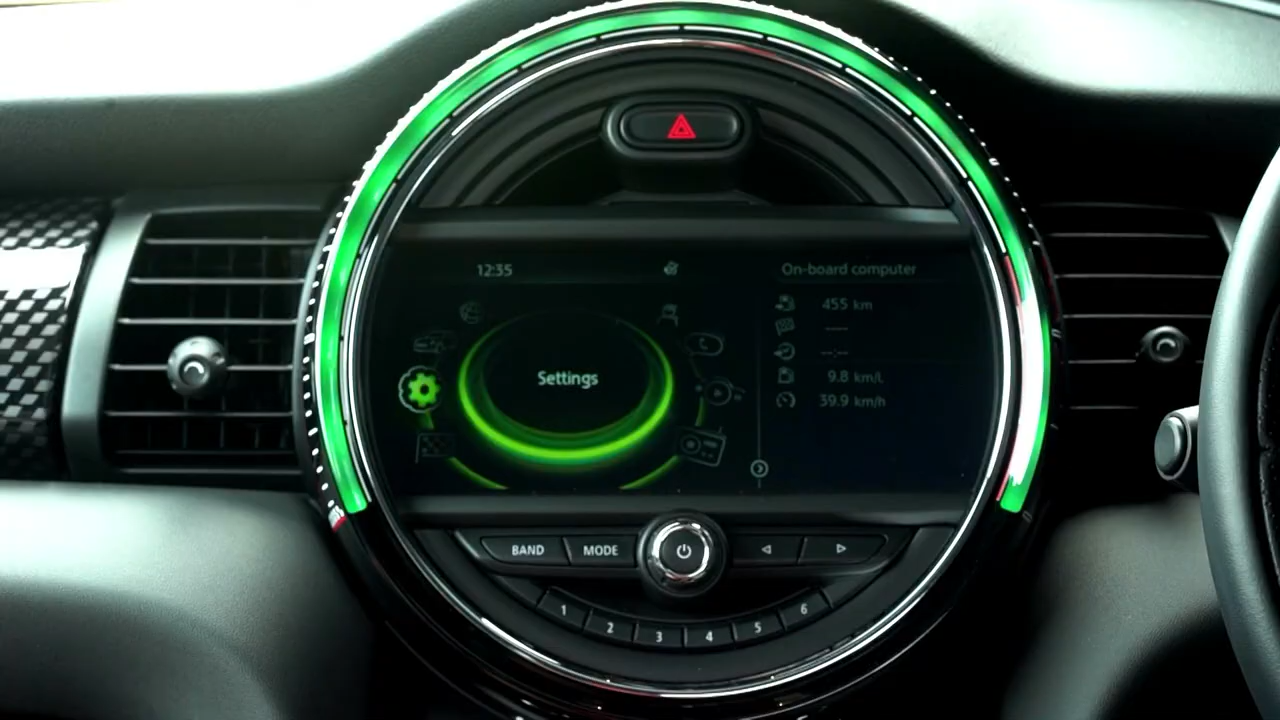 12:35
On-board computer
455 km
----
--:--
Settings
9.8 km/L
39.9 km/h
BAND
MODE
1
2
3
4
5
6